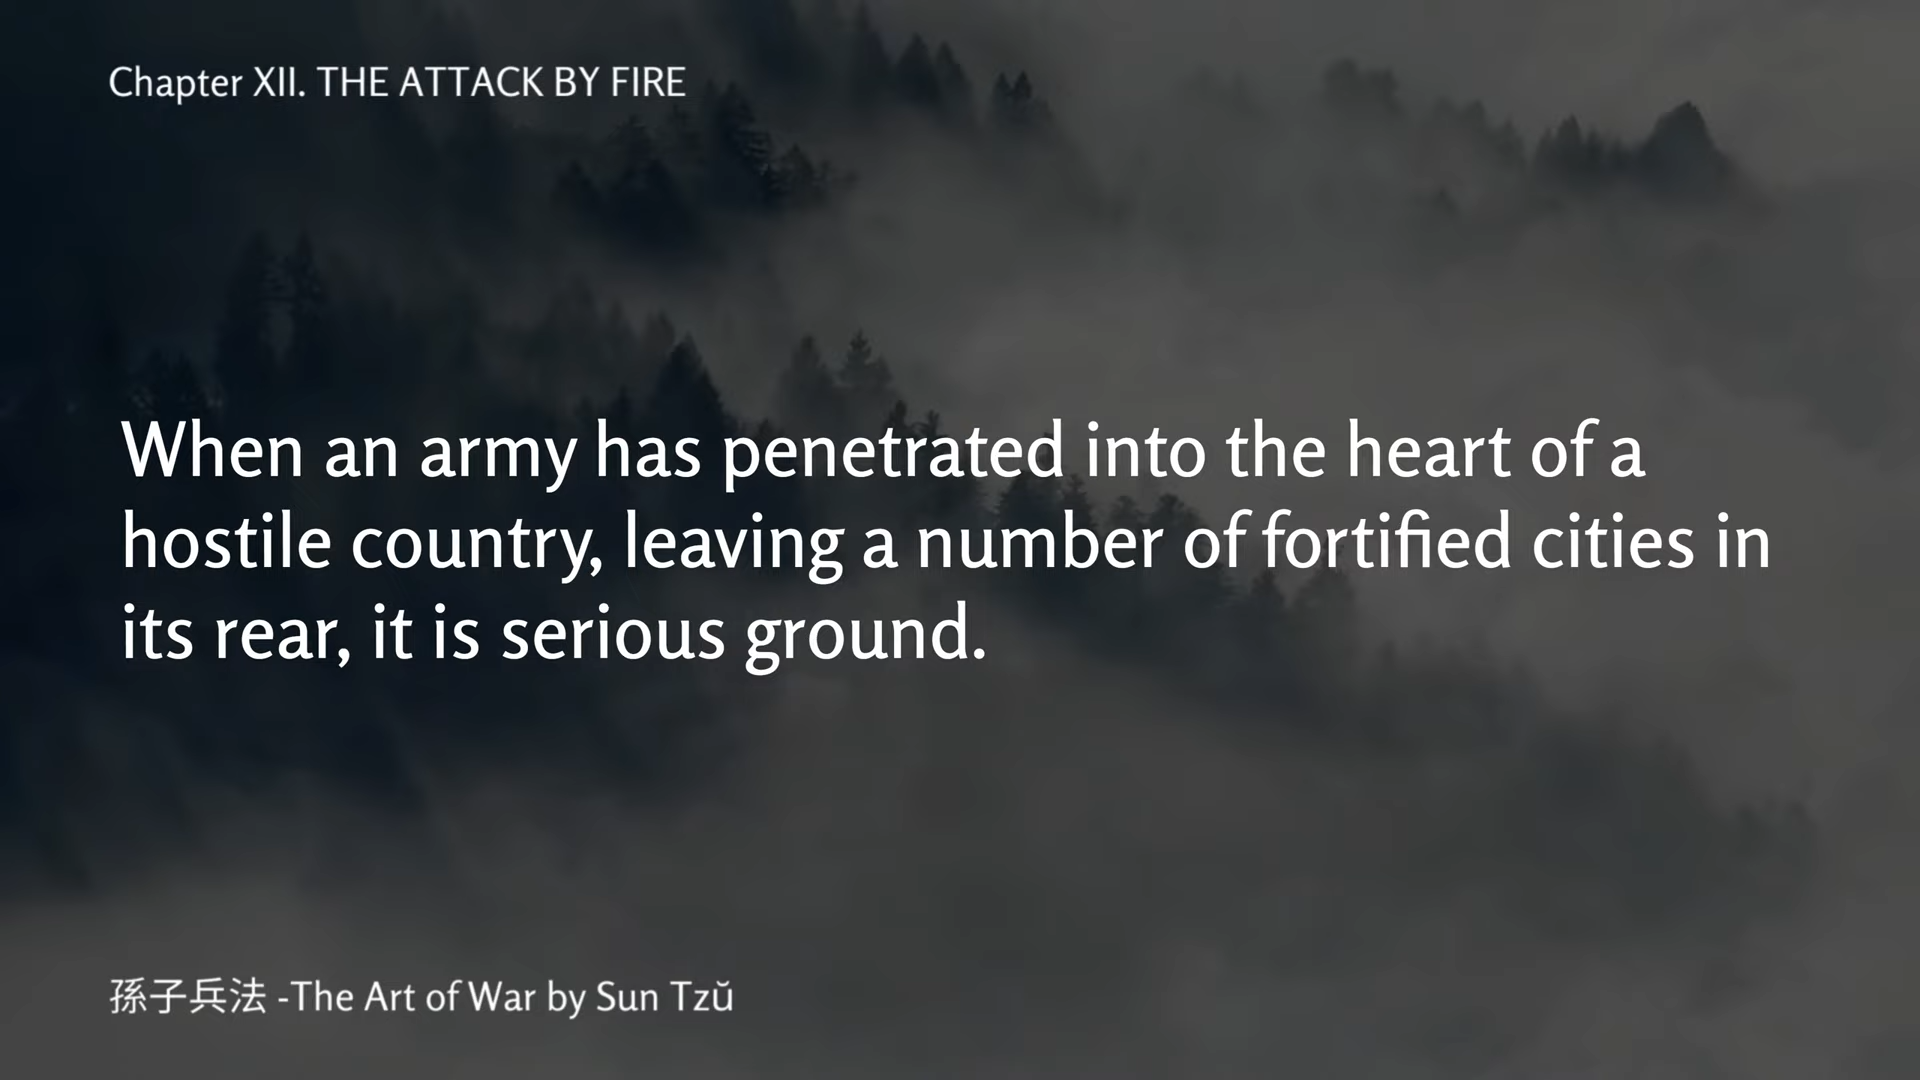 Chapter XII. THE ATTACK BY FIRE
When an army has penetrated into the heart of a
hostile country, leaving a number of fortified cities in
its rear, it is serious ground.
孫子兵法 -The Art of War by Sun Tzŭ